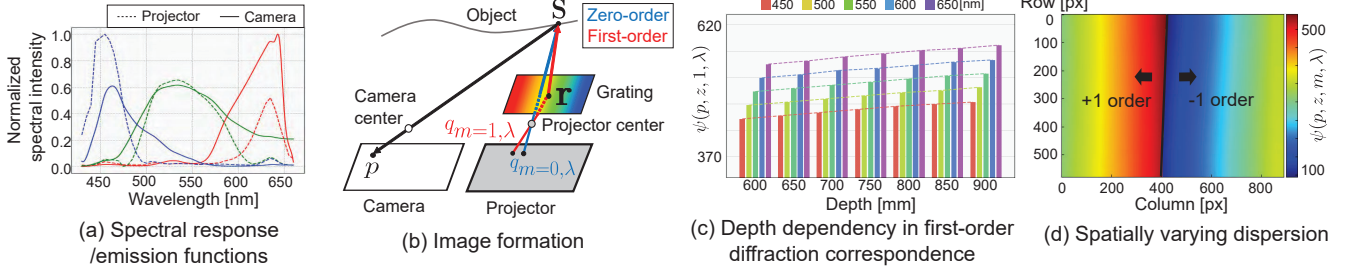 Projector Camera
Normalized spectral intensity
1.0
0.8
0.6
0.4
0.2
0.0
450 500 550 600 650
Wavelength [nm]
(a) Spectral response
/emission functions
Object
S
Zero-order
First-order
Camera
center
r
Grating
Projector center
q_{m=1,λ}
q_{m=0,λ}
p
Camera
Projector
(b) Image formation
450 500 550 600 650[nm]
620
370
ψ(p, z, 1, λ)
600 650 700 750 800 850 900
Depth [mm]
(c) Depth dependency in first-order
diffraction correspondence
Row [px]
0
100
200
300
400
500
+1 order
-1 order
0 200 400 600 800
Column [px]
500
100
ψ(p, z, m, λ)
(d) Spatially varying dispersion